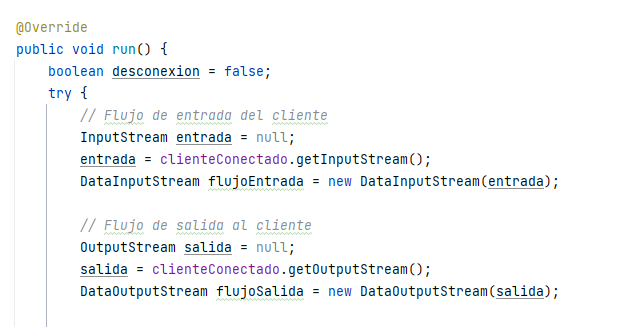 @Override
public void run() {
boolean desconexion = false;
try {
// Flujo de entrada del cliente
InputStream entrada = null;
entrada = clienteConectado.getInputStream();
DataInputStream flujoEntrada = new DataInputStream(entrada);
// Flujo de salida al cliente
OutputStream salida = null;
salida = clienteConectado.getOutputStream();
DataOutputStream flujoSalida = new DataOutputStream(salida);